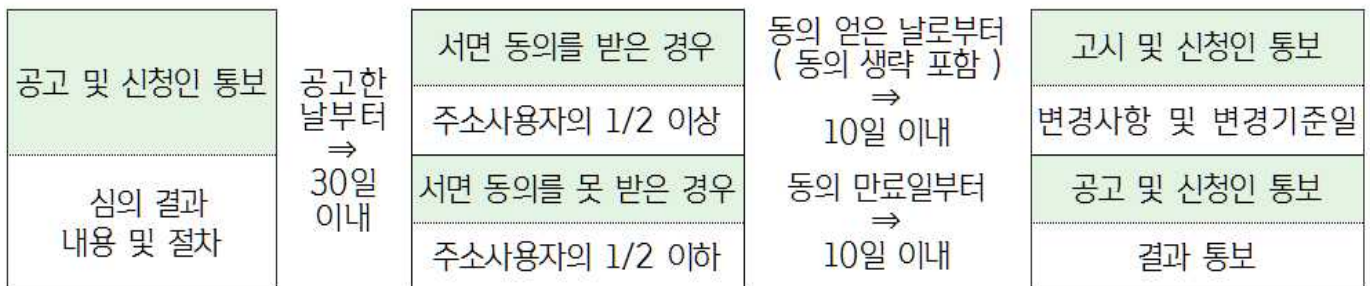 공고 및 신청인 통보
심의 결과
내용 및 절차
공고한
날부터
⇒
30일
이내
서면 동의를 받은 경우
주소사용자의 1/2 이상
서면 동의를 못 받은 경우
주소사용자의 1/2 이하
동의 얻은 날로부터
( 동의 생략 포함 )
⇒
10일 이내
동의 만료일부터
⇒
10일 이내
고시 및 신청인 통보
변경사항 및 변경기준일
공고 및 신청인 통보
결과 통보